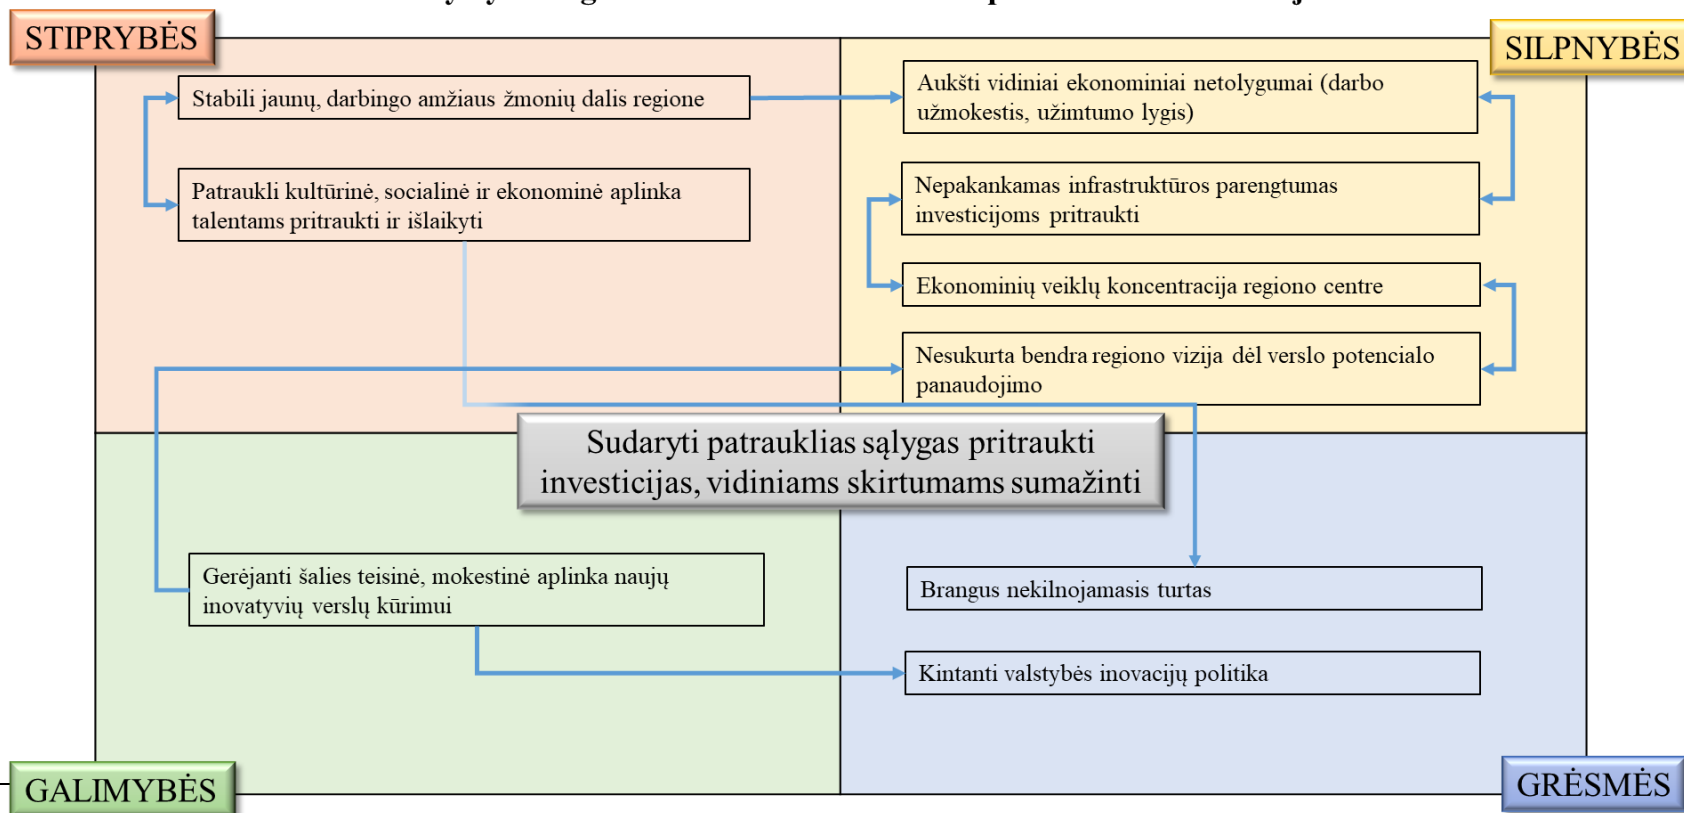 STIPRYBĖS
SILPNYBĖS
Stabili jaunų, darbingo amžiaus žmonių dalis regione
Patraukli kultūrinė, socialinė ir ekonominė aplinka
talentams pritraukti ir išlaikyti
Aukšti vidiniai ekonominiai netolygumai (darbo
užmokestis, užimtumo lygis)
Nepakankamas infrastruktūros parengtumas
investicijoms pritraukti
Ekonominių veiklų koncentracija regiono centre
Nesukurta bendra regiono vizija dėl verslo potencialo
panaudojimo
Sudaryti patrauklias sąlygas pritraukti
investicijas, vidiniams skirtumams sumažinti
Gerėjanti šalies teisinė, mokestinė aplinka naujų
inovatyvių verslų kūrimui
Brangus nekilnojamasis turtas
Kintanti valstybės inovacijų politika
GALIMYBĖS
GRĖSMĖS